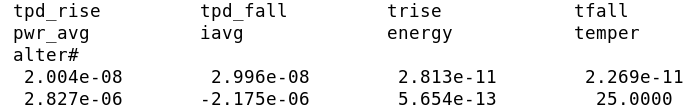 tpd_rise tpd_fall trise tfall
pwr_avg iavg energy temper
alter#
2.004e-08 2.996e-08 2.813e-11 2.269e-11
2.827e-06 -2.175e-06 5.654e-13 25.0000